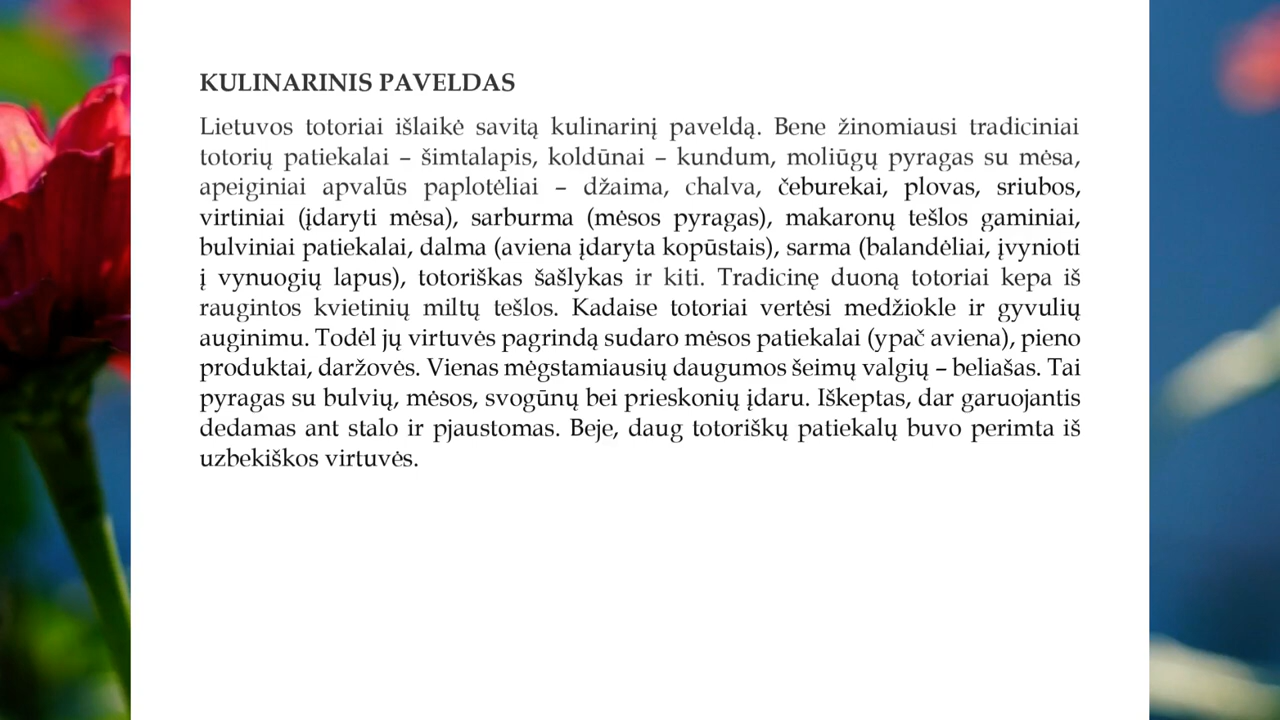 KULINARINIS PAVELDAS
Lietuvos totoriai išlaikė savitą kulinarinį paveldą. Bene žinomiausi tradiciniai
totorių patiekalai – šimtalapis, koldūnai – kundum, moliūgų pyragas su mėsa,
apeiginiai apvalūs paplotėliai – džaima, chalva, čeburekai, plovas, sriubos,
virtiniai (įdaryti mėsa), sarburma (mėsos pyragas), makaronų tešlos gaminiai,
bulviniai patiekalai, dalma (aviena įdaryta kopūstais), sarma (balandėliai, įvynioti
į vynuogių lapus), totoriškas šašlykas ir kiti. Tradicinę duoną totoriai kepa iš
raugintos kvietinių miltų tešlos. Kadaise totoriai vertėsi medžiokle ir gyvulių
auginimu. Todėl jų virtuvės pagrindą sudaro mėsos patiekalai (ypač aviena), pieno
produktai, daržovės. Vienas mėgstamiausių daugumos šeimų valgių – beliašas. Tai
pyragas su bulvių, mėsos, svogūnų bei prieskonių įdaru. Iškeptas, dar garuojantis
dedamas ant stalo ir pjaustomas. Beje, daug totoriškų patiekalų buvo perimta iš
uzbekiškos virtuvės.